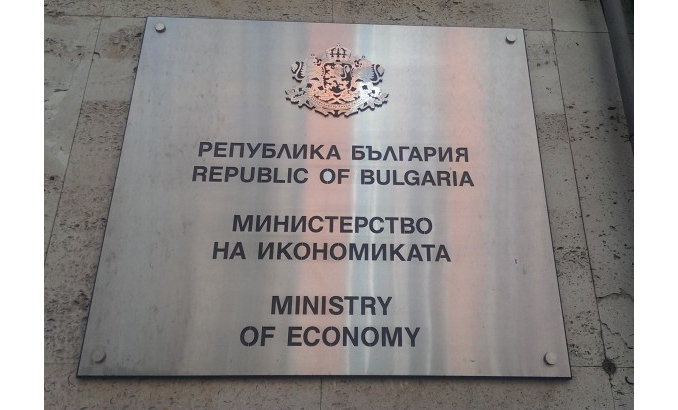 РЕПУБЛИКА БЪЛГАРИЯ
REPUBLIC OF BULGARIA
МИНИСТЕРСТВО
НА ИКОНОМИКАТА
MINISTRY
OF ECONOMY